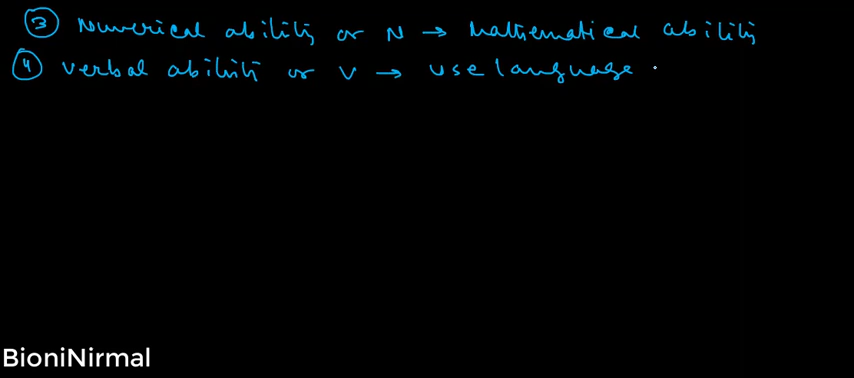 ③ Numerical ability or N → Mathematical ability
④ Verbal ability or V → use language
BioniNirmal